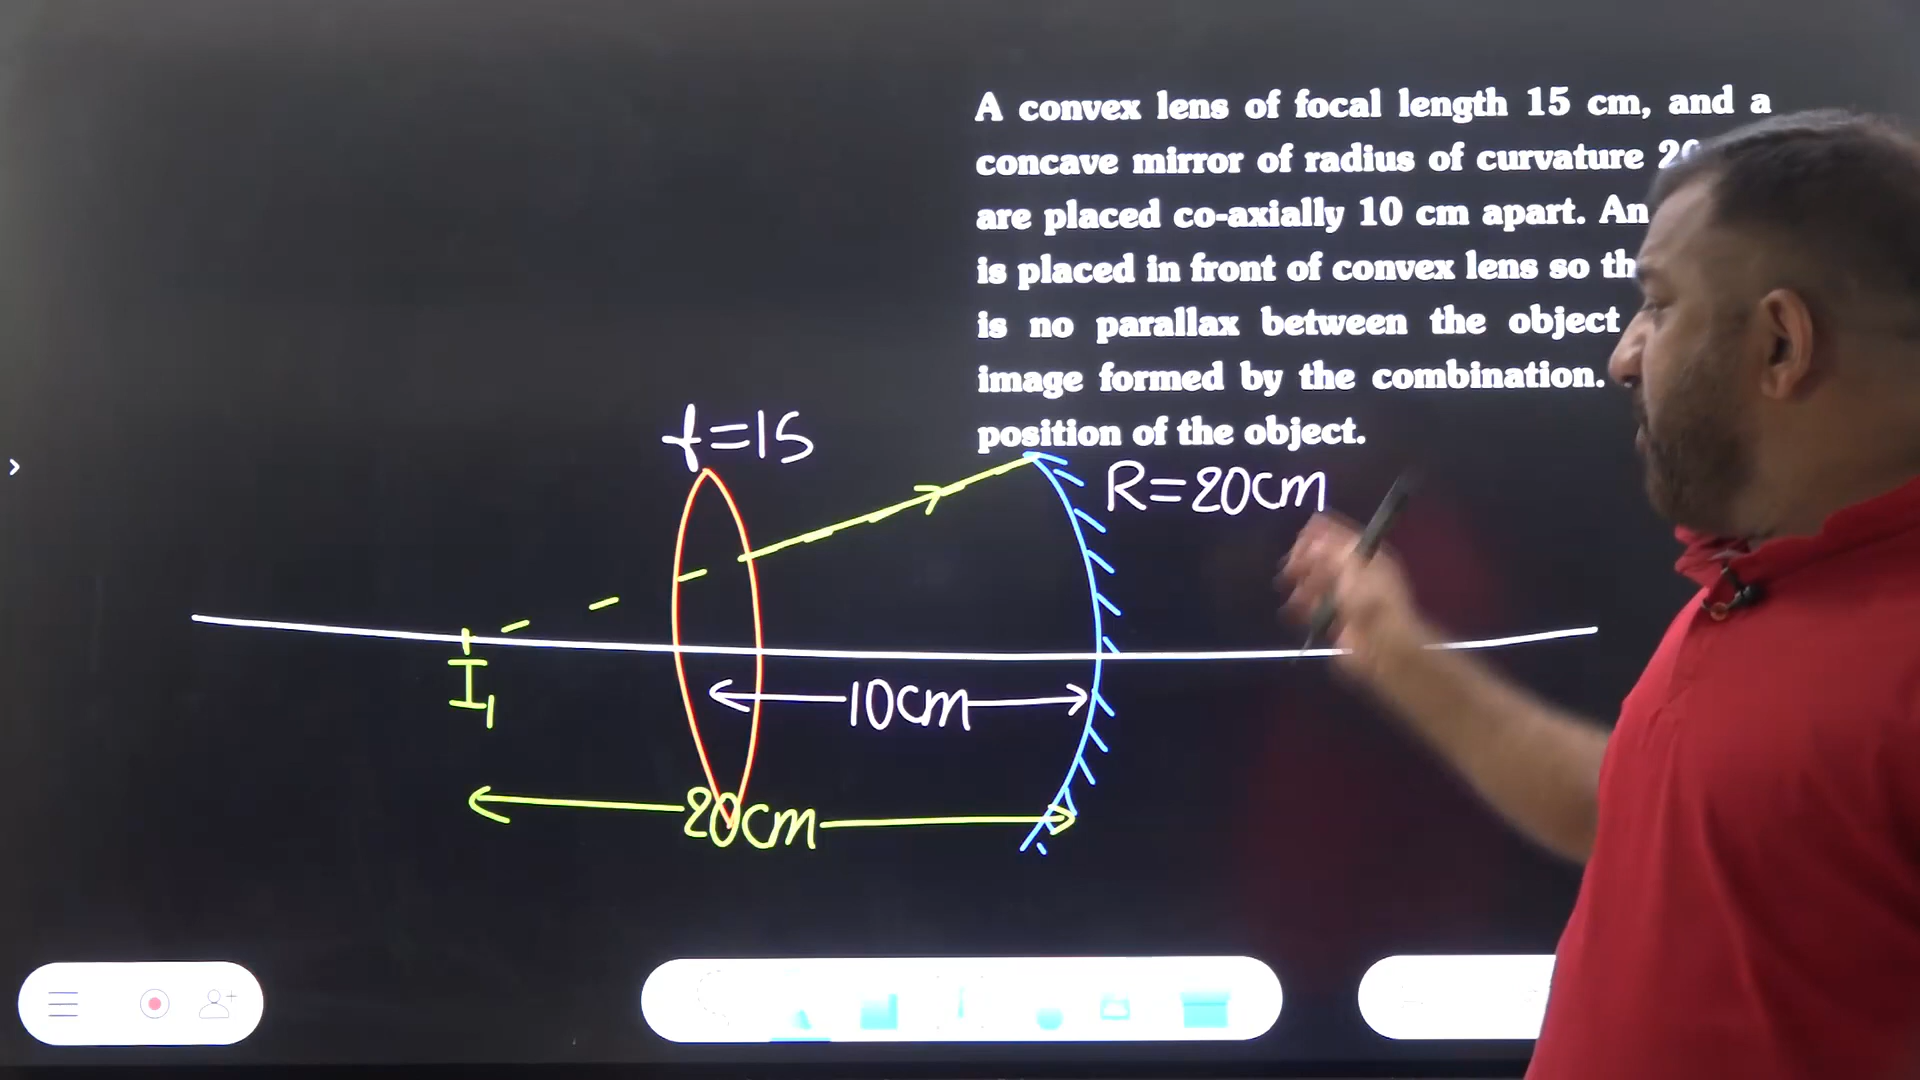 A convex lens of focal length 15 cm, and a
concave mirror of radius of curvature
are placed co-axially 10 cm apart. An
is placed in front of convex lens so
is no parallax between the object
image formed by the combination.
position of the object.
f=15
R=20cm
I1
10cm
20cm